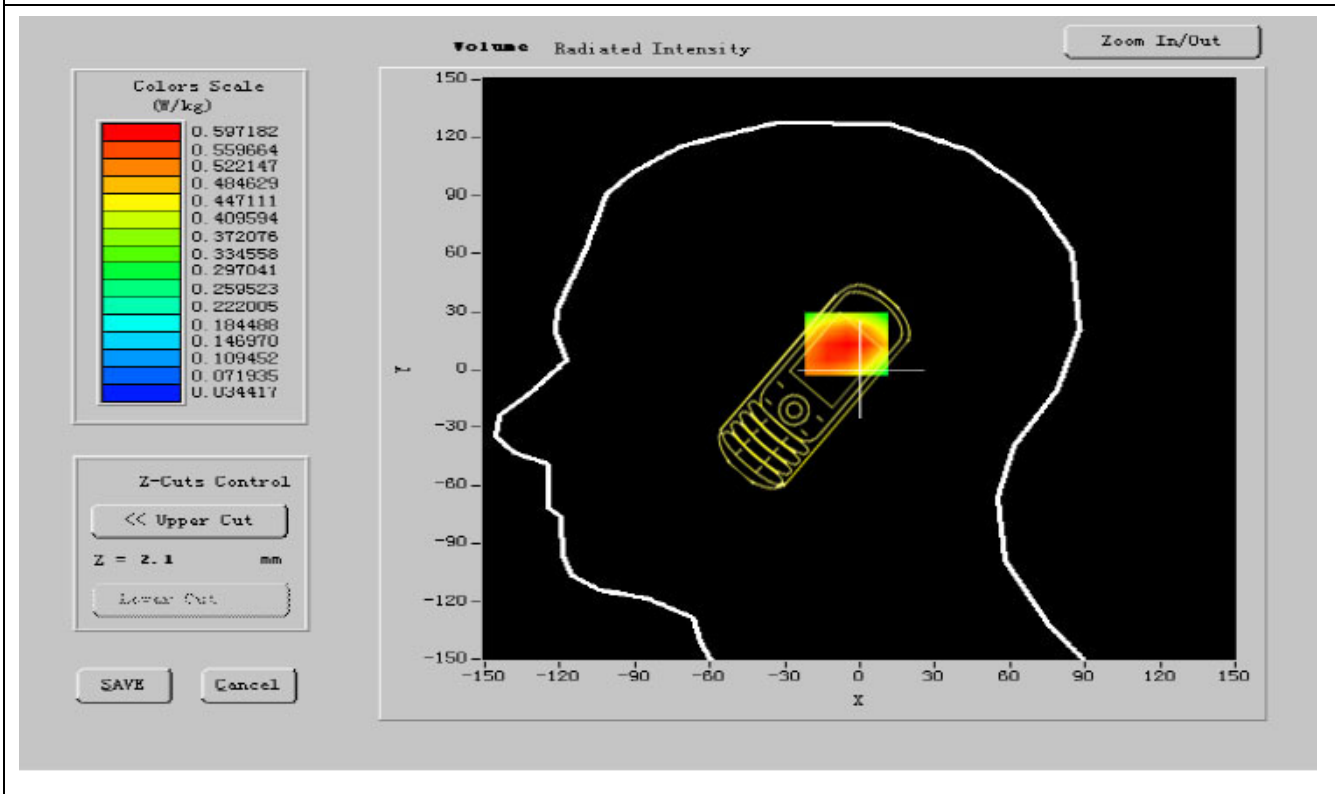 Volume Radiated Intensity
Zoom In/Out
Colors Scale
(W/kg)
0.597182
0.559664
0.522147
0.484629
0.447111
0.409594
0.372076
0.334558
0.297041
0.259523
0.222005
0.184488
0.146970
0.109452
0.071935
0.034417
Z-Cuts Control
<< Upper Cut
Z = 2.1 mm
Lower Cut
SAVE
Cancel
150
120
90
60
30
0
-30
-60
-90
-120
-150
Y
-150 -120 -90 -60 -30 0 30 60 90 120 150
X